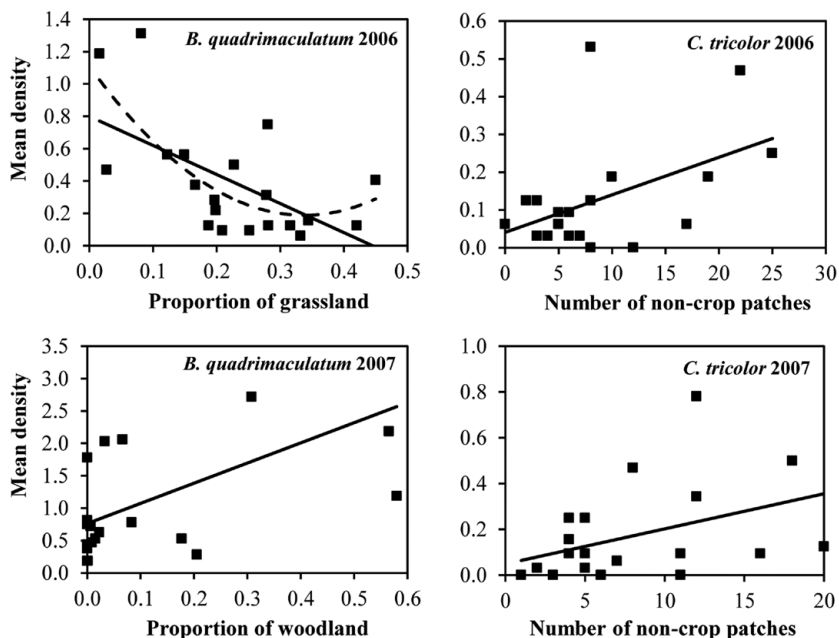 B. quadrimaculatum 2006
Mean density
1.4
1.2
1.0
0.8
0.6
0.4
0.2
0.0
0.0 0.1 0.2 0.3 0.4 0.5
Proportion of grassland
C. tricolor 2006
0.6
0.5
0.3
0.2
0.1
0.0
0 5 10 15 20 25 30
Number of non-crop patches
B. quadrimaculatum 2007
Mean density
3.5
3.0
2.5
2.0
1.5
1.0
0.5
0.0
0.0 0.1 0.2 0.3 0.4 0.5 0.6
Proportion of woodland
C. tricolor 2007
1.0
0.8
0.6
0.4
0.2
0.0
0 5 10 15 20
Number of non-crop patches